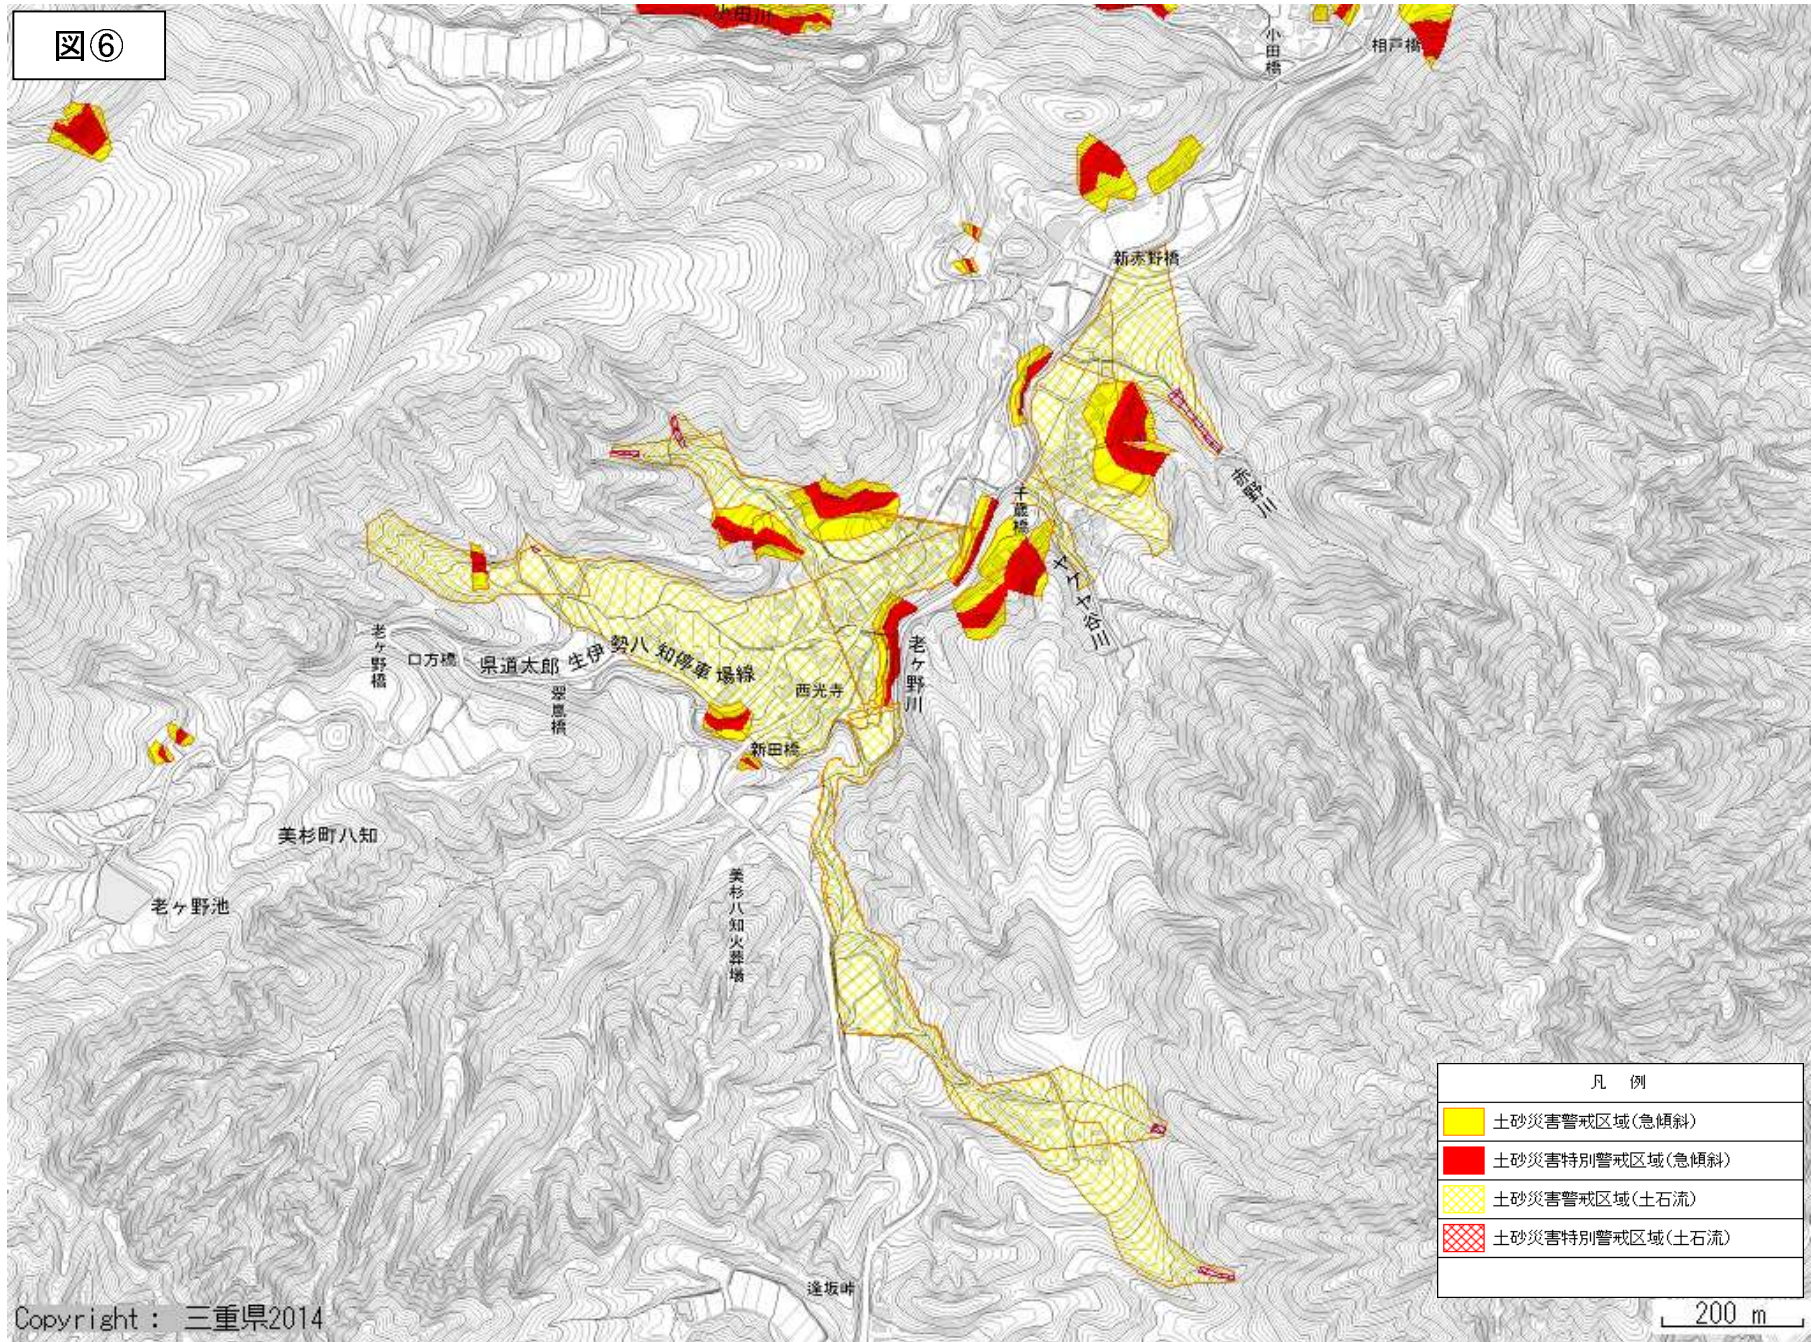 図⑥
小田川
小田橋
相戸橋
新赤野橋
赤野川
千歳橋
ヤケヤ谷川
老ヶ野橋
口方橋
県道太郎生伊勢八知停車場線
翠嵐橋
西光寺
老ヶ野川
新田橋
美杉町八知
老ヶ野池
美杉八知火葬場
逢坂峠
凡 例
土砂災害警戒区域(急傾斜)
土砂災害特別警戒区域(急傾斜)
土砂災害警戒区域(土石流)
土砂災害特別警戒区域(土石流)
Copyright : 三重県2014
200 m